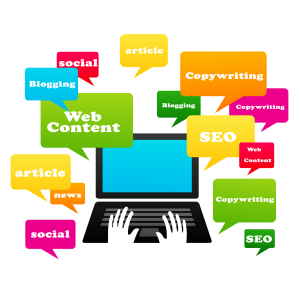 article
social
Copywriting
Blogging
Blogging
Copywriting
Web
Content
SEO
Web
Content
article
news
Copywriting
social
SEO